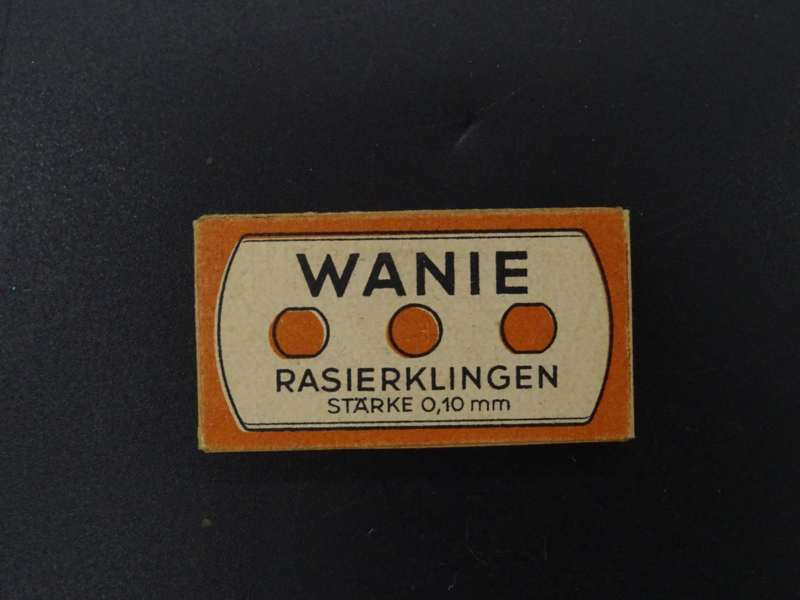 WANIE
RASIERKLINGEN
STÄRKE 0,10 mm